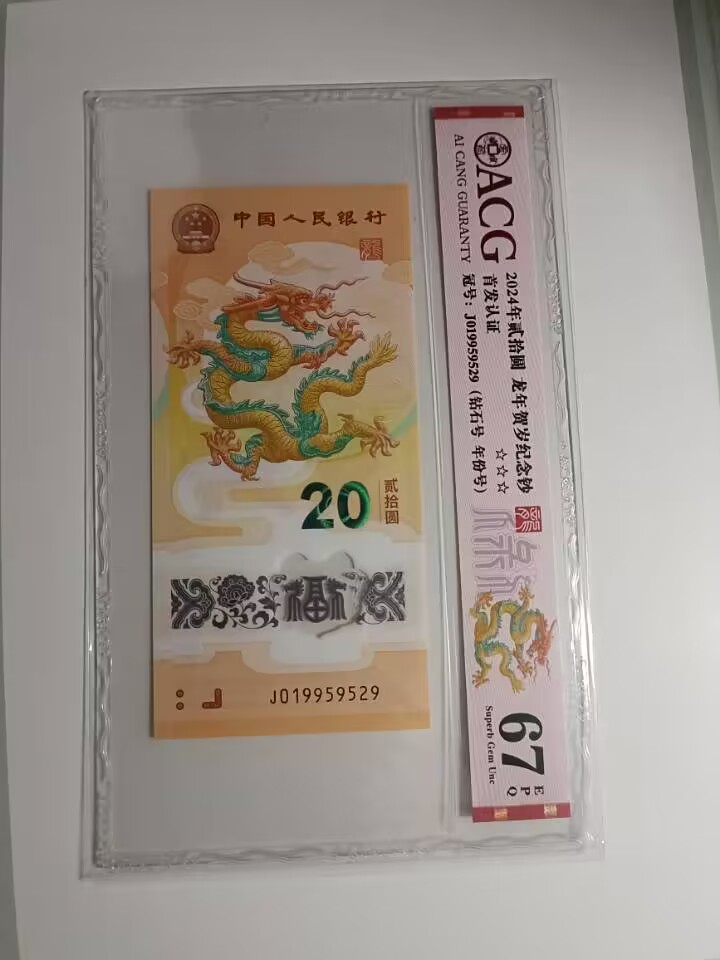 中国人民银行
20
贰拾圆
福
J019959529
ACG
AI CANG GUARANTY
2024年贰拾圆 龙年贺岁纪念钞
首发认证 ☆☆☆
冠号：J019959529（钻石号 年份号）
67
EPQ
Superb Gem Unc